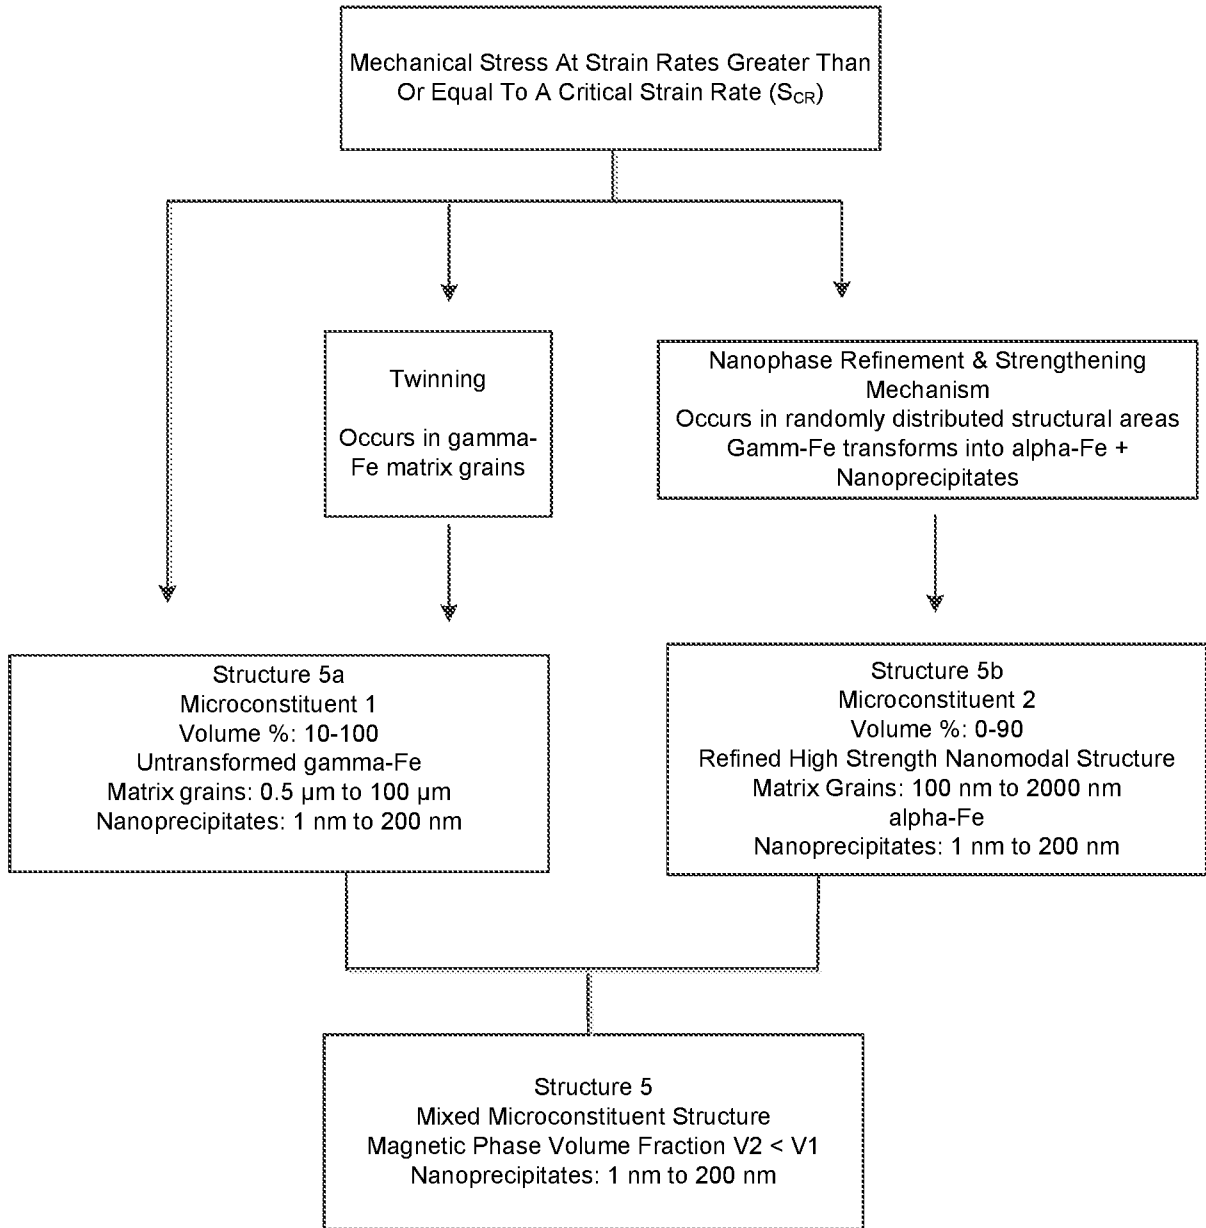 Mechanical Stress At Strain Rates Greater Than
Or Equal To A Critical Strain Rate (SCR)
Twinning
Occurs in gamma-
Fe matrix grains
Nanophase Refinement & Strengthening
Mechanism
Occurs in randomly distributed structural areas
Gamm-Fe transforms into alpha-Fe +
Nanoprecipitates
Structure 5a
Microconstituent 1
Volume %: 10-100
Untransformed gamma-Fe
Matrix grains: 0.5 µm to 100 µm
Nanoprecipitates: 1 nm to 200 nm
Structure 5b
Microconstituent 2
Volume %: 0-90
Refined High Strength Nanomodal Structure
Matrix Grains: 100 nm to 2000 nm
alpha-Fe
Nanoprecipitates: 1 nm to 200 nm
Structure 5
Mixed Microconstituent Structure
Magnetic Phase Volume Fraction V2 < V1
Nanoprecipitates: 1 nm to 200 nm